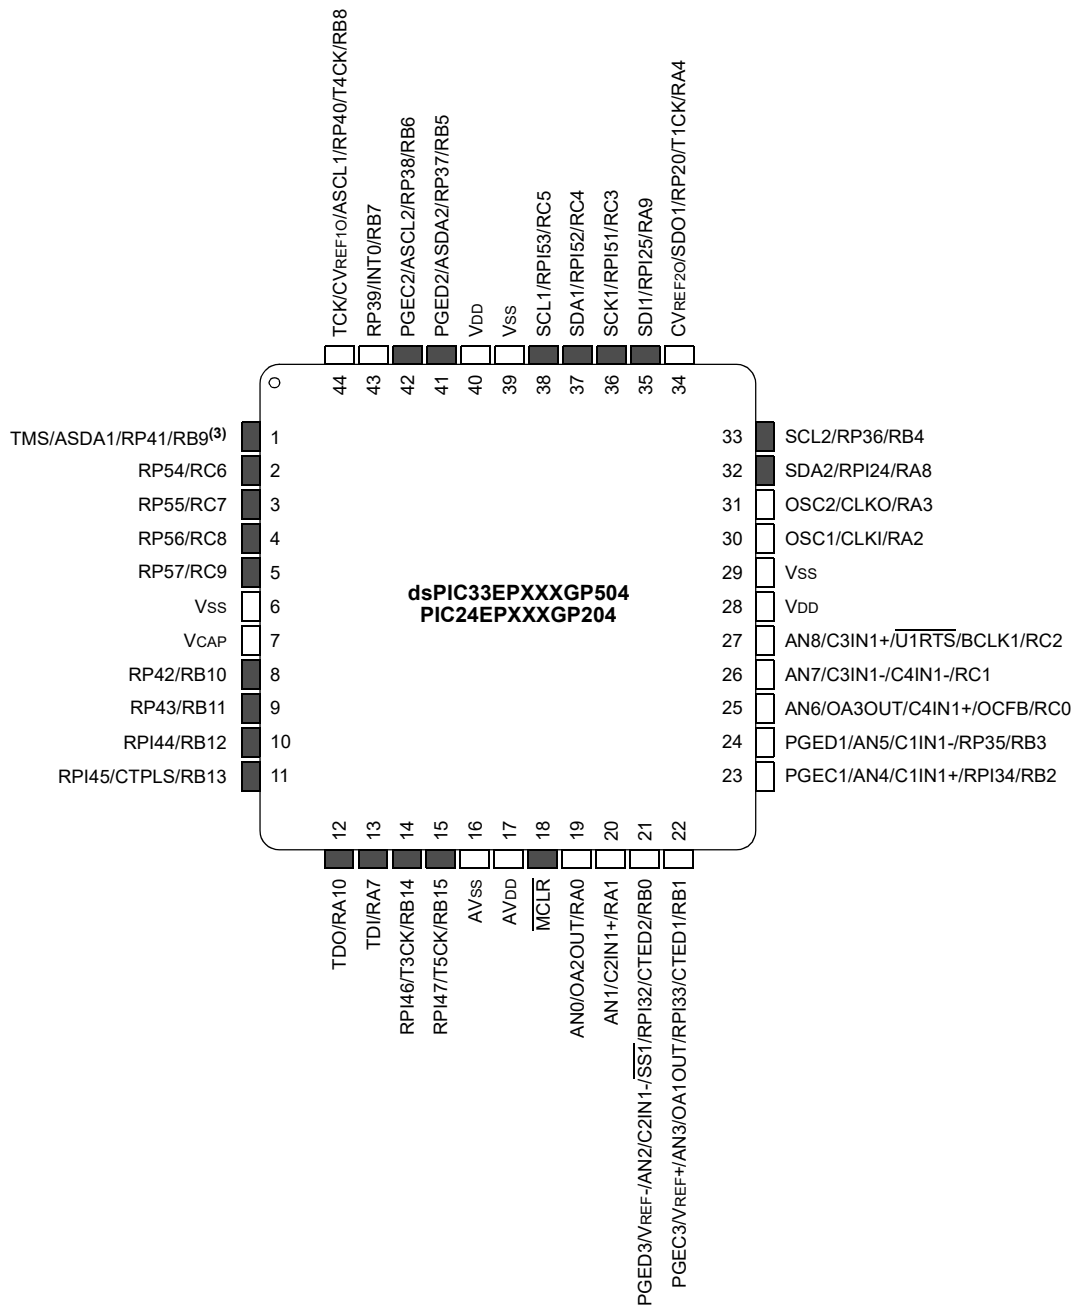 TCK/CVREF1O/ASCL1/RP40/T4CK/RB8
RP39/INT0/RB7
PGEC2/ASCL2/RP38/RB6
PGED2/ASDA2/RP37/RB5
VDD
VSS
SCL1/RPI53/RC5
SDA1/RPI52/RC4
SCK1/RPI51/RC3
SDI1/RPI25/RA9
CVREF2O/SDO1/RP20/T1CK/RA4
44 43 42 41 40 39 38 37 36 35 34
TMS/ASDA1/RP41/RB9(3) 1
RP54/RC6 2
RP55/RC7 3
RP56/RC8 4
RP57/RC9 5
VSS 6
VCAP 7
RP42/RB10 8
RP43/RB11 9
RPI44/RB12 10
RPI45/CTPLS/RB13 11
dsPIC33EPXXXGP504
PIC24EPXXXGP204
33 SCL2/RP36/RB4
32 SDA2/RPI24/RA8
31 OSC2/CLKO/RA3
30 OSC1/CLKI/RA2
29 VSS
28 VDD
27 AN8/C3IN1+/U1RTS/BCLK1/RC2
26 AN7/C3IN1-/C4IN1-/RC1
25 AN6/OA3OUT/C4IN1+/OCFB/RC0
24 PGED1/AN5/C1IN1-/RP35/RB3
23 PGEC1/AN4/C1IN1+/RPI34/RB2
12 13 14 15 16 17 18 19 20 21 22
TDO/RA10
TDI/RA7
RPI46/T3CK/RB14
RPI47/T5CK/RB15
AVSS
AVDD
MCLR
AN0/OA2OUT/RA0
AN1/C2IN1+/RA1
PGED3/VREF-/AN2/C2IN1-/SS1/RPI32/CTED2/RB0
PGEC3/VREF+/AN3/OA1OUT/RPI33/CTED1/RB1